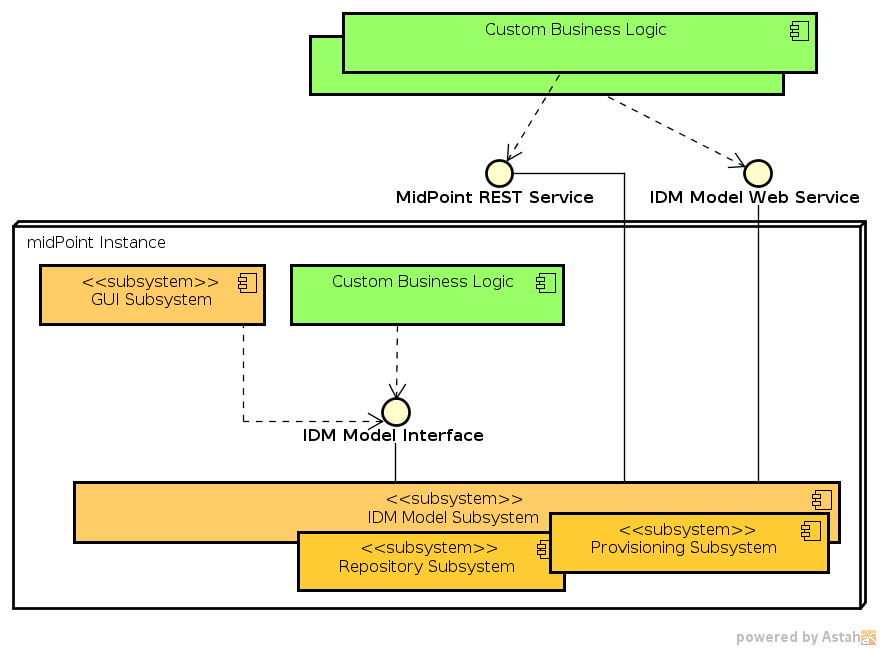 Custom Business Logic
MidPoint REST Service
IDM Model Web Service
midPoint Instance
<<subsystem>>
GUI Subsystem
Custom Business Logic
IDM Model Interface
<<subsystem>>
IDM Model Subsystem
<<subsystem>>
Repository Subsystem
<<subsystem>>
Provisioning Subsystem
powered by Astah